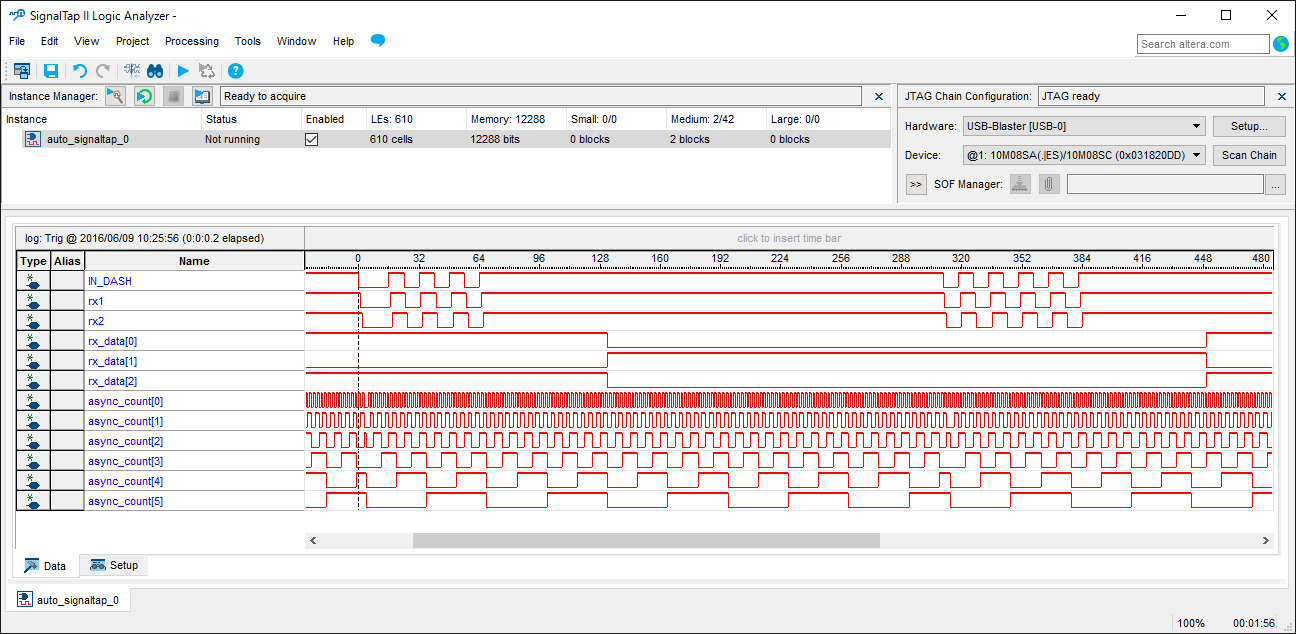 SignalTap II Logic Analyzer -
File Edit View Project Processing Tools Window Help
Search altera.com
Instance Manager: Ready to acquire
JTAG Chain Configuration: JTAG ready
Instance Status Enabled LEs: 610 Memory: 12288 Small: 0/0 Medium: 2/42 Large: 0/0
auto_signaltap_0 Not running 610 cells 12288 bits 0 blocks 2 blocks 0 blocks
Hardware: USB-Blaster [USB-0] Setup...
Device: @1: 10M08SA(.|ES)/10M08SC (0x031820DD) Scan Chain
>> SOF Manager: ...
log: Trig @ 2016/06/09 10:25:56 (0:0:0.2 elapsed) click to insert time bar
Type Alias Name 0 32 64 96 128 160 192 224 256 288 320 352 384 416 448 480
IN_DASH
rx1
rx2
rx_data[0]
rx_data[1]
rx_data[2]
async_count[0]
async_count[1]
async_count[2]
async_count[3]
async_count[4]
async_count[5]
Data Setup
auto_signaltap_0
100% 00:01:56